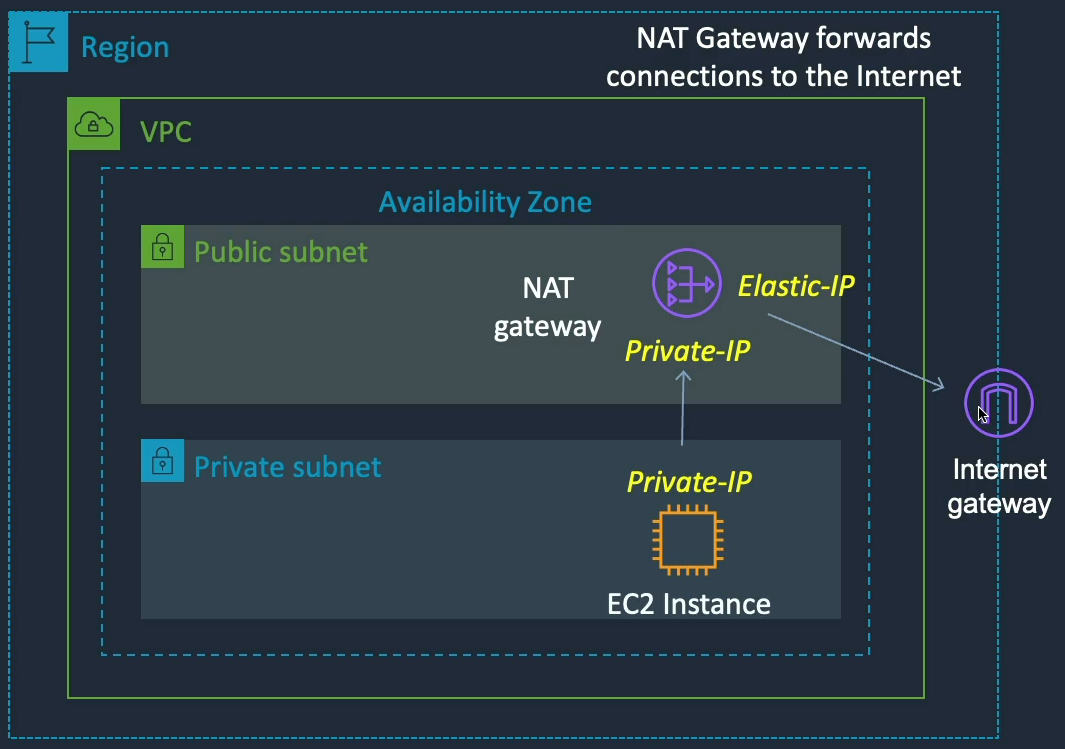 Region
NAT Gateway forwards
connections to the Internet
VPC
Availability Zone
Public subnet
NAT
gateway
Elastic-IP
Private-IP
Internet
gateway
Private subnet
Private-IP
EC2 Instance